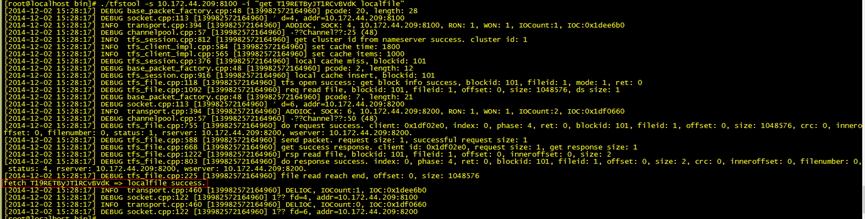 [root@localhost bin]# ./tfstool -s 10.172.44.209:8100 -i "get T19RETByJT1RCvBVdK localfile"
[2014-12-02 15:28:17] DEBUG base_packet_factory.cpp:48 [139982572164960] pcode: 20, length: 28
[2014-12-02 15:28:17] DEBUG socket.cpp:113 [139982572164960] ' d=4, addr=10.172.44.209:8100
[2014-12-02 15:28:17] INFO transport.cpp:394 [139982572164960] ADDIOC, SOCK: 4, 10.172.44.209:8100, RON: 1, WON: 1, IOCount:1, IOC:0x1dee6b0
[2014-12-02 15:28:17] DEBUG channelpool.cpp:57 [139982572164960] -??Channel??:25 (48)
[2014-12-02 15:28:17] INFO tfs_session.cpp:812 [139982572164960] get cluster id from nameserver success. cluster id: 1
[2014-12-02 15:28:17] INFO tfs_client_impl.cpp:584 [139982572164960] set cache time: 1800
[2014-12-02 15:28:17] INFO tfs_client_impl.cpp:565 [139982572164960] set cache items: 1000
[2014-12-02 15:28:17] DEBUG tfs_session.cpp:376 [139982572164960] local cache miss, blockid: 101
[2014-12-02 15:28:17] DEBUG base_packet_factory.cpp:48 [139982572164960] pcode: 2, length: 12
[2014-12-02 15:28:17] DEBUG tfs_session.cpp:916 [139982572164960] local cache insert, blockid: 101
[2014-12-02 15:28:17] DEBUG tfs_file.cpp:118 [139982572164960] tfs open success: get block info success, blockid: 101, fileid: 1, mode: 1, ret: 0
[2014-12-02 15:28:17] DEBUG tfs_file.cpp:1092 [139982572164960] req read file, blockid: 101, fileid: 1, offset: 0, size: 1048576, ds size: 1
[2014-12-02 15:28:17] DEBUG base_packet_factory.cpp:48 [139982572164960] pcode: 7, length: 21
[2014-12-02 15:28:17] DEBUG socket.cpp:113 [139982572164960] ' d=4, addr=10.172.44.209:8200
[2014-12-02 15:28:17] INFO transport.cpp:394 [139982572164960] ADDIOC, SOCK: 6, 10.172.44.209:8200, RON: 1, WON: 1, IOCount:2, IOC:0x1df0660
[2014-12-02 15:28:17] DEBUG channelpool.cpp:57 [139982572164960] -??Channel??:50 (48)
[2014-12-02 15:28:17] DEBUG tfs_file.cpp:755 [139982572164960] do request success. client: 0x1df02e0, index: 0, phase: 4, ret: 0, blockid: 101, fileid: 1, offset: 0, size: 1048576, crc: 0, inneroffset: 0, filenumber: 0, status: 1, rserver: 10.172.44.209:8200, wserver: 10.172.44.209:8200.
[2014-12-02 15:28:17] DEBUG tfs_file.cpp:588 [139982572164960] send packet. request size: 1, successful request size: 1
[2014-12-02 15:28:17] DEBUG tfs_file.cpp:608 [139982572164960] get success response. client id: 0x1df02e0, request size: 1, get response size: 1
[2014-12-02 15:28:17] DEBUG tfs_file.cpp:1222 [139982572164960] rsp read file, blockid: 101, fileid: 1, offset: 0, inneroffset: 0, size: 2
[2014-12-02 15:28:17] DEBUG tfs_file.cpp:803 [139982572164960] do response success. index: 0, phase: 4, ret: 0, blockid: 101, fileid: 1, offset: 0, size: 2, crc: 0, inneroffset: 0, filenumber: 0, status: 4, rserver: 10.172.44.209:8200, wserver: 10.172.44.209:8200.
[2014-12-02 15:28:17] DEBUG tfs_file.cpp:225 [139982572164960] file read reach end, offset: 0, size: 1048576
fetch T19RETByJT1RCvBVdK => localfile success.
[2014-12-02 15:28:17] INFO transport.cpp:460 [139982572164960] DELIOC, IOCount:1, IOC:0x1dee6b0
[2014-12-02 15:28:17] DEBUG socket.cpp:122 [139982572164960] 1?? fd=4, addr=10.172.44.209:8100
[2014-12-02 15:28:17] INFO transport.cpp:460 [139982572164960] DELIOC, IOCount:0, IOC:0x1df0660
[2014-12-02 15:28:17] DEBUG socket.cpp:122 [139982572164960] 1?? fd=6, addr=10.172.44.209:8200
[root@localhost bin]#